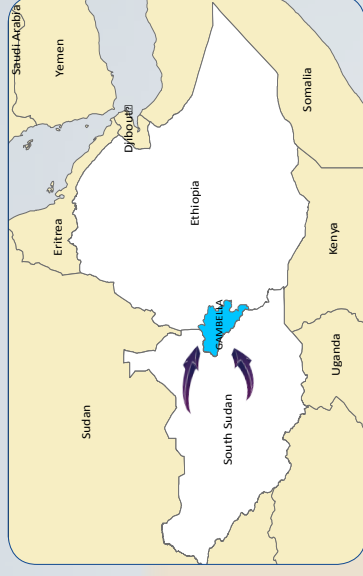 Saudi Arabia
Yemen
Djibouti
Eritrea
Somalia
Ethiopia
Sudan
GAMBELLA
Kenya
South Sudan
Uganda